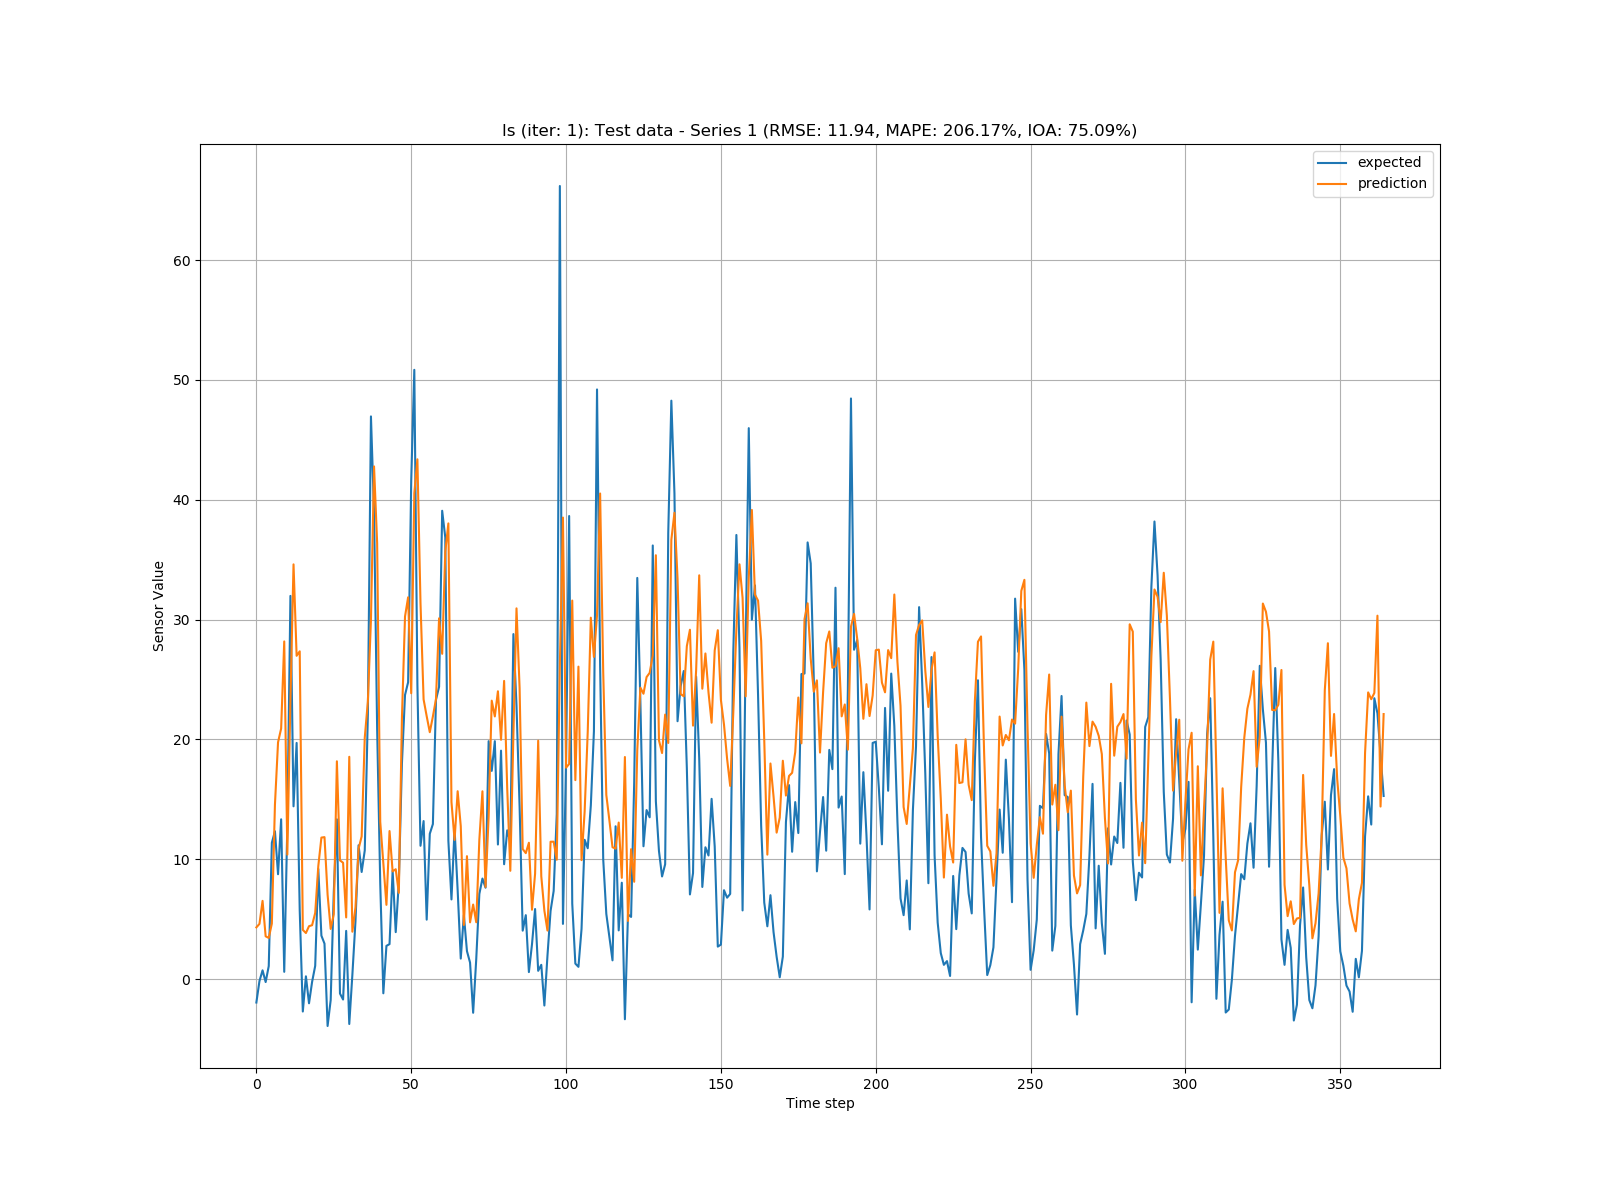 ls (iter: 1): Test data - Series 1 (RMSE: 11.94, MAPE: 206.17%, IOA: 75.09%)
expected
prediction
60
50
40
30
20
10
0
Sensor Value
0 50 100 150 200 250 300 350
Time step